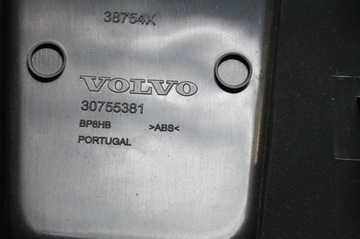 38754X
VOLVO
30755381
BP8HB >ABS<
PORTUGAL